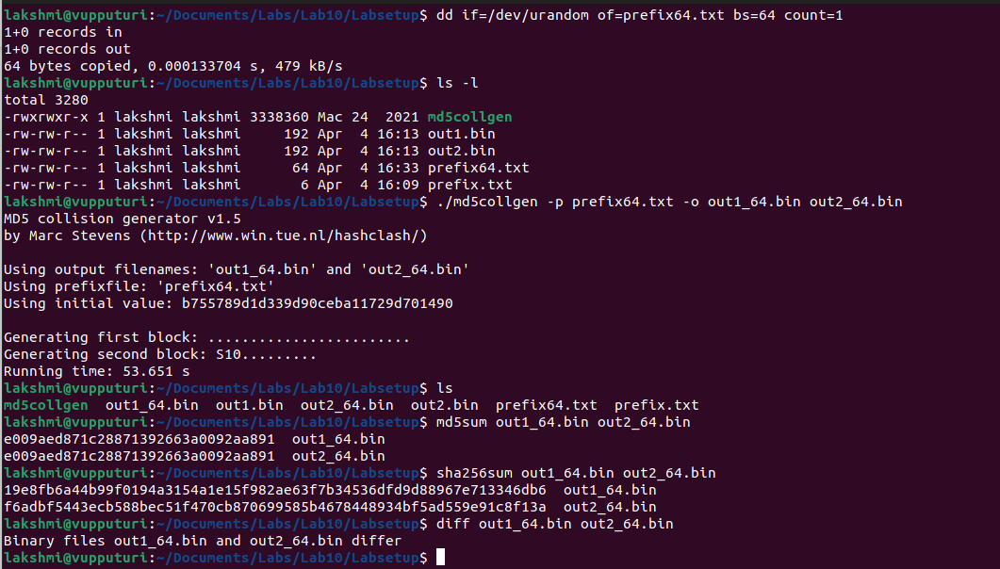 lakshmi@vupputuri:~/Documents/Labs/Lab10/Labsetup$ dd if=/dev/urandom of=prefix64.txt bs=64 count=1
1+0 records in
1+0 records out
64 bytes copied, 0.000133704 s, 479 kB/s
lakshmi@vupputuri:~/Documents/Labs/Lab10/Labsetup$ ls -l
total 3280
-rwxrwxr-x 1 lakshmi lakshmi 3338360 Mac 24  2021 md5collgen
-rw-rw-r-- 1 lakshmi lakshmi     192 Apr  4 16:13 out1.bin
-rw-rw-r-- 1 lakshmi lakshmi     192 Apr  4 16:13 out2.bin
-rw-rw-r-- 1 lakshmi lakshmi      64 Apr  4 16:33 prefix64.txt
-rw-rw-r-- 1 lakshmi lakshmi       6 Apr  4 16:09 prefix.txt
lakshmi@vupputuri:~/Documents/Labs/Lab10/Labsetup$ ./md5collgen -p prefix64.txt -o out1_64.bin out2_64.bin
MD5 collision generator v1.5
by Marc Stevens (http://www.win.tue.nl/hashclash/)
Using output filenames: 'out1_64.bin' and 'out2_64.bin'
Using prefixfile: 'prefix64.txt'
Using initial value: b755789d1d339d90ceba11729d701490
Generating first block: ........................
Generating second block: S10.........
Running time: 53.651 s
lakshmi@vupputuri:~/Documents/Labs/Lab10/Labsetup$ ls
md5collgen  out1_64.bin  out1.bin  out2_64.bin  out2.bin  prefix64.txt  prefix.txt
lakshmi@vupputuri:~/Documents/Labs/Lab10/Labsetup$ md5sum out1_64.bin out2_64.bin
e009aed871c28871392663a0092aa891  out1_64.bin
e009aed871c28871392663a0092aa891  out2_64.bin
lakshmi@vupputuri:~/Documents/Labs/Lab10/Labsetup$ sha256sum out1_64.bin out2_64.bin
19e8fb6a44b99f0194a3154a1e15f982ae63f7b34536dfd9d88967e713346db6  out1_64.bin
f6adbf5443ecb588bec51f470cb870699585b4678448934bf5ad559e91c8f13a  out2_64.bin
lakshmi@vupputuri:~/Documents/Labs/Lab10/Labsetup$ diff out1_64.bin out2_64.bin
Binary files out1_64.bin and out2_64.bin differ
lakshmi@vupputuri:~/Documents/Labs/Lab10/Labsetup$